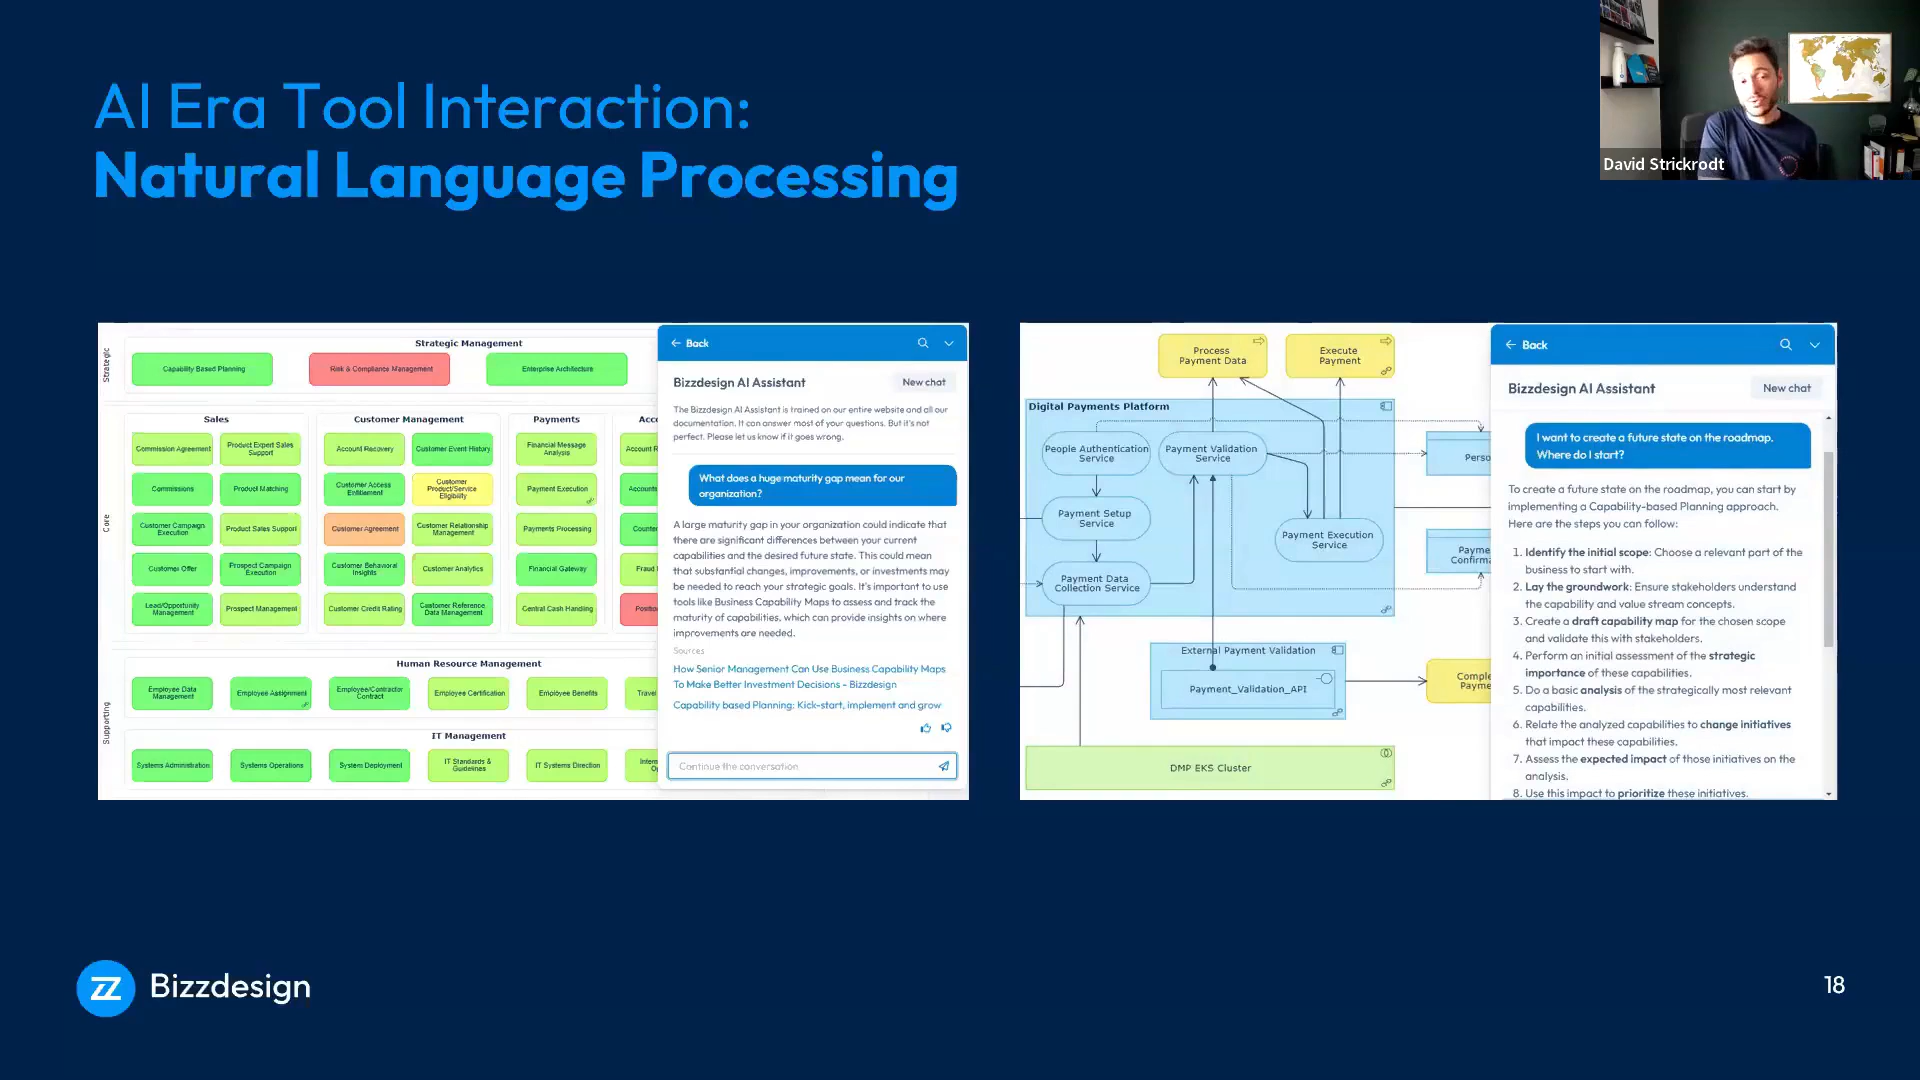 AI Era Tool Interaction:
Natural Language Processing
David Strickrodt
Strategic
Strategic Management
Capability Based Planning
Risk & Compliance Management
Enterprise Architecture
Core
Sales
Commission Agreement
Product Expert Sales
Support
Commissions
Product Matching
Customer Campaign
Execution
Product Sales Support
Customer Offer
Prospect Campaign
Execution
Lead/Opportunity
Management
Prospect Management
Customer Management
Account Recovery
Customer Event History
Customer Access
Entitlement
Customer
Product/Service
Eligibility
Customer Agreement
Customer Relationship
Management
Customer Behavioral
Insights
Customer Analytics
Customer Credit Rating
Customer Reference
Data Management
Payments
Financial Message
Analysis
Payment Execution
Payments Processing
Financial Gateway
Central Cash Handling
Acc
Account R
Accounts
Counter
Fraud
Positio
Supporting
Human Resource Management
Employee Data
Management
Employee Assignment
Employee/Contractor
Contract
Employee Certification
Employee Benefits
Travel
IT Management
Systems Administration
Systems Operations
System Deployment
IT Standards &
Guidelines
IT Systems Direction
Intern
Op
Back
Bizzdesign AI Assistant
New chat
The Bizzdesign AI Assistant is trained on our entire website and all our
documentation. It can answer most of your questions. But it's not
perfect. Please let us know if it goes wrong.
What does a huge maturity gap mean for our
organization?
A large maturity gap in your organization could indicate that
there are significant differences between your current
capabilities and the desired future state. This could mean
that substantial changes, improvements, or investments may
be needed to reach your strategic goals. It's important to use
tools like Business Capability Maps to assess and track the
maturity of capabilities, which can provide insights on where
improvements are needed.
Sources
How Senior Management Can Use Business Capability Maps
To Make Better Investment Decisions - Bizzdesign
Capability based Planning: Kick-start, implement and grow
Continue the conversation
Process
Payment Data
Execute
Payment
Digital Payments Platform
People Authentication
Service
Payment Validation
Service
Payment Setup
Service
Payment Execution
Service
Payment Data
Collection Service
Perso
Payme
Confirma
External Payment Validation
Payment_Validation_API
Comple
Payme
DMP EKS Cluster
Back
Bizzdesign AI Assistant
New chat
I want to create a future state on the roadmap.
Where do I start?
To create a future state on the roadmap, you can start by
implementing a Capability-based Planning approach.
Here are the steps you can follow:
1. Identify the initial scope: Choose a relevant part of the
business to start with.
2. Lay the groundwork: Ensure stakeholders understand
the capability and value stream concepts.
3. Create a draft capability map for the chosen scope
and validate this with stakeholders.
4. Perform an initial assessment of the strategic
importance of these capabilities.
5. Do a basic analysis of the strategically most relevant
capabilities.
6. Relate the analyzed capabilities to change initiatives
that impact these capabilities.
7. Assess the expected impact of those initiatives on the
analysis.
8. Use this impact to prioritize these initiatives.
Bizzdesign
18